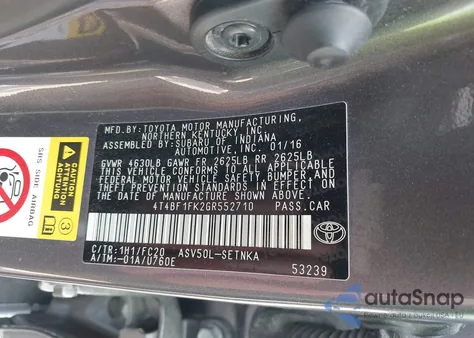 MFD. BY: TOYOTA MOTOR MANUFACTURING,
NORTHERN KENTUCKY, INC.
ASSEMBLED BY: SUBARU OF INDIANA
AUTOMOTIVE, INC. 01/16
GVWR 4630LB GAWR FR 2625LB RR 2625LB
THIS VEHICLE CONFORMS TO ALL APPLICABLE
FEDERAL MOTOR VEHICLE SAFETY, BUMPER, AND
THEFT PREVENTION STANDARDS IN EFFECT ON
THE DATE OF MANUFACTURE SHOWN ABOVE.
4T4BF1FK2GR552710 PASS.CAR
C/TR: 1H1/FC20 ASV50L-SETNKA
A/TM: -01A/U760E
53239
CAUTION
SRS SIDE AIRBAG
TOYOTA
autoSnap